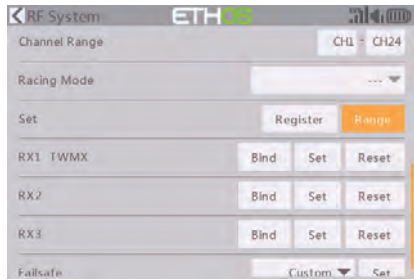 RF System ETHOS
Channel Range CH1 - CH24
Racing Mode ---
Set Register Range
RX1 TWMX Bind Set Reset
RX2 Bind Set Reset
RX3 Bind Set Reset
Failsafe Custom Set